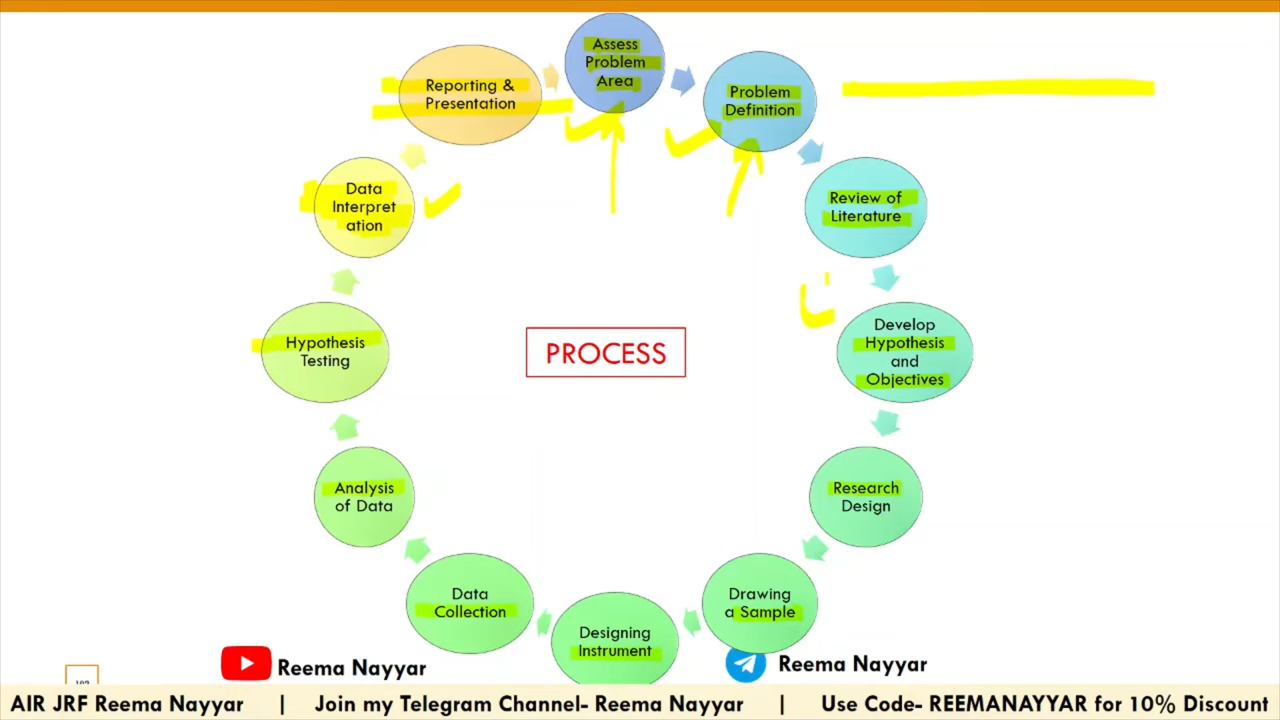 Assess
Problem
Area
Problem
Definition
Review of
Literature
Develop
Hypothesis
and
Objectives
Research
Design
Drawing
a Sample
Designing
Instrument
Data
Collection
Analysis
of Data
Hypothesis
Testing
Data
Interpret
ation
Reporting &
Presentation
PROCESS
Reema Nayyar
Reema Nayyar
AIR JRF Reema Nayyar | Join my Telegram Channel- Reema Nayyar | Use Code- REEMANAYYAR for 10% Discount